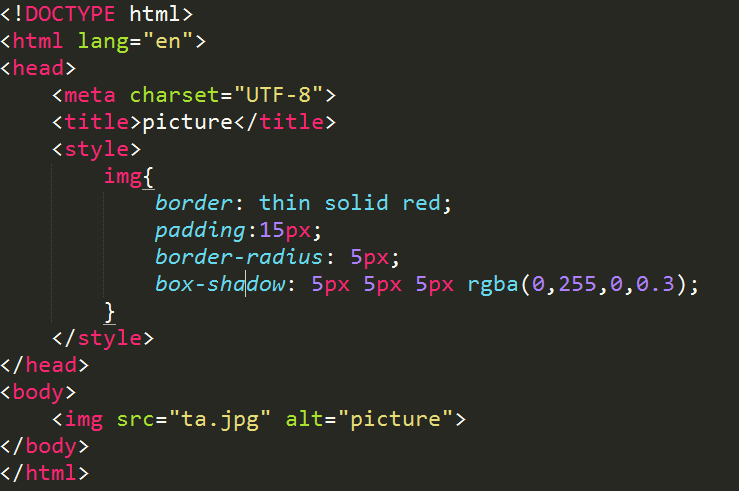 <!DOCTYPE html>
<html lang="en">
<head>
    <meta charset="UTF-8">
    <title>picture</title>
    <style>
        img{
            border: thin solid red;
            padding:15px;
            border-radius: 5px;
            box-shadow: 5px 5px 5px rgba(0,255,0,0.3);
        }
    </style>
</head>
<body>
    <img src="ta.jpg" alt="picture">
</body>
</html>